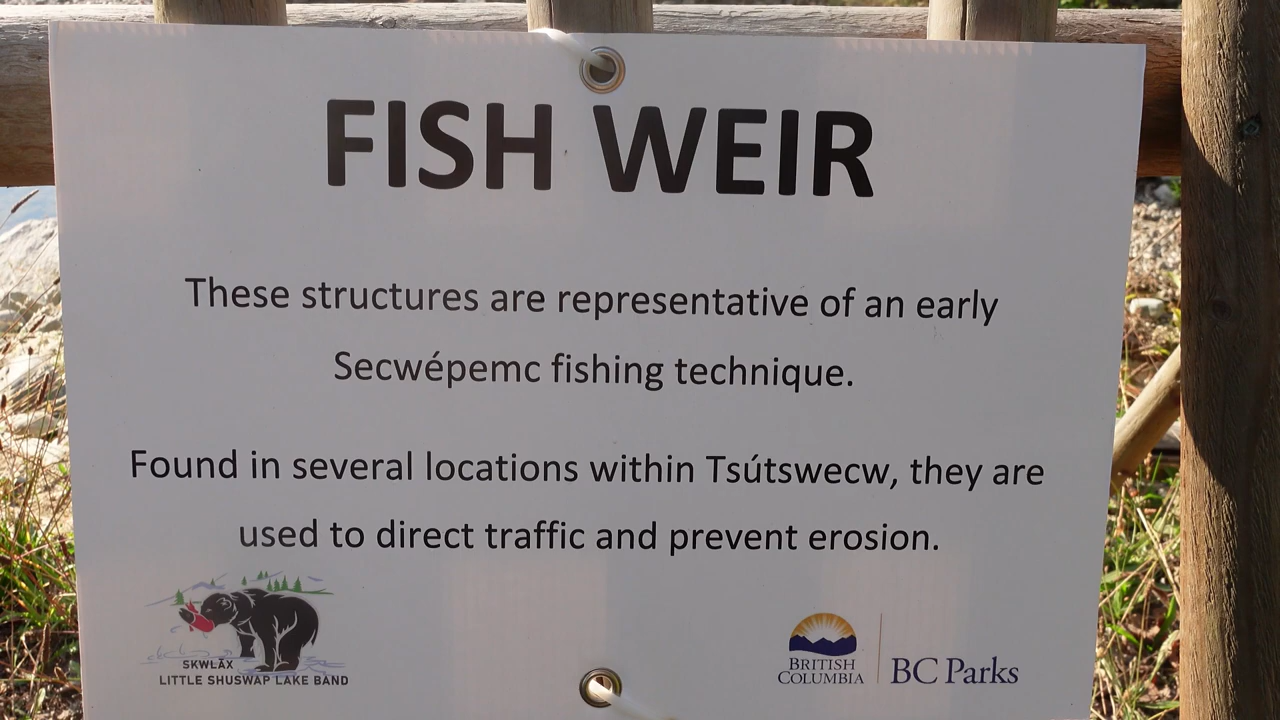 FISH WEIR
These structures are representative of an early
Secwépemc fishing technique.
Found in several locations within Tsútswecw, they are
used to direct traffic and prevent erosion.
SKWLĀX
LITTLE SHUSWAP LAKE BAND
BRITISH
COLUMBIA
BC Parks